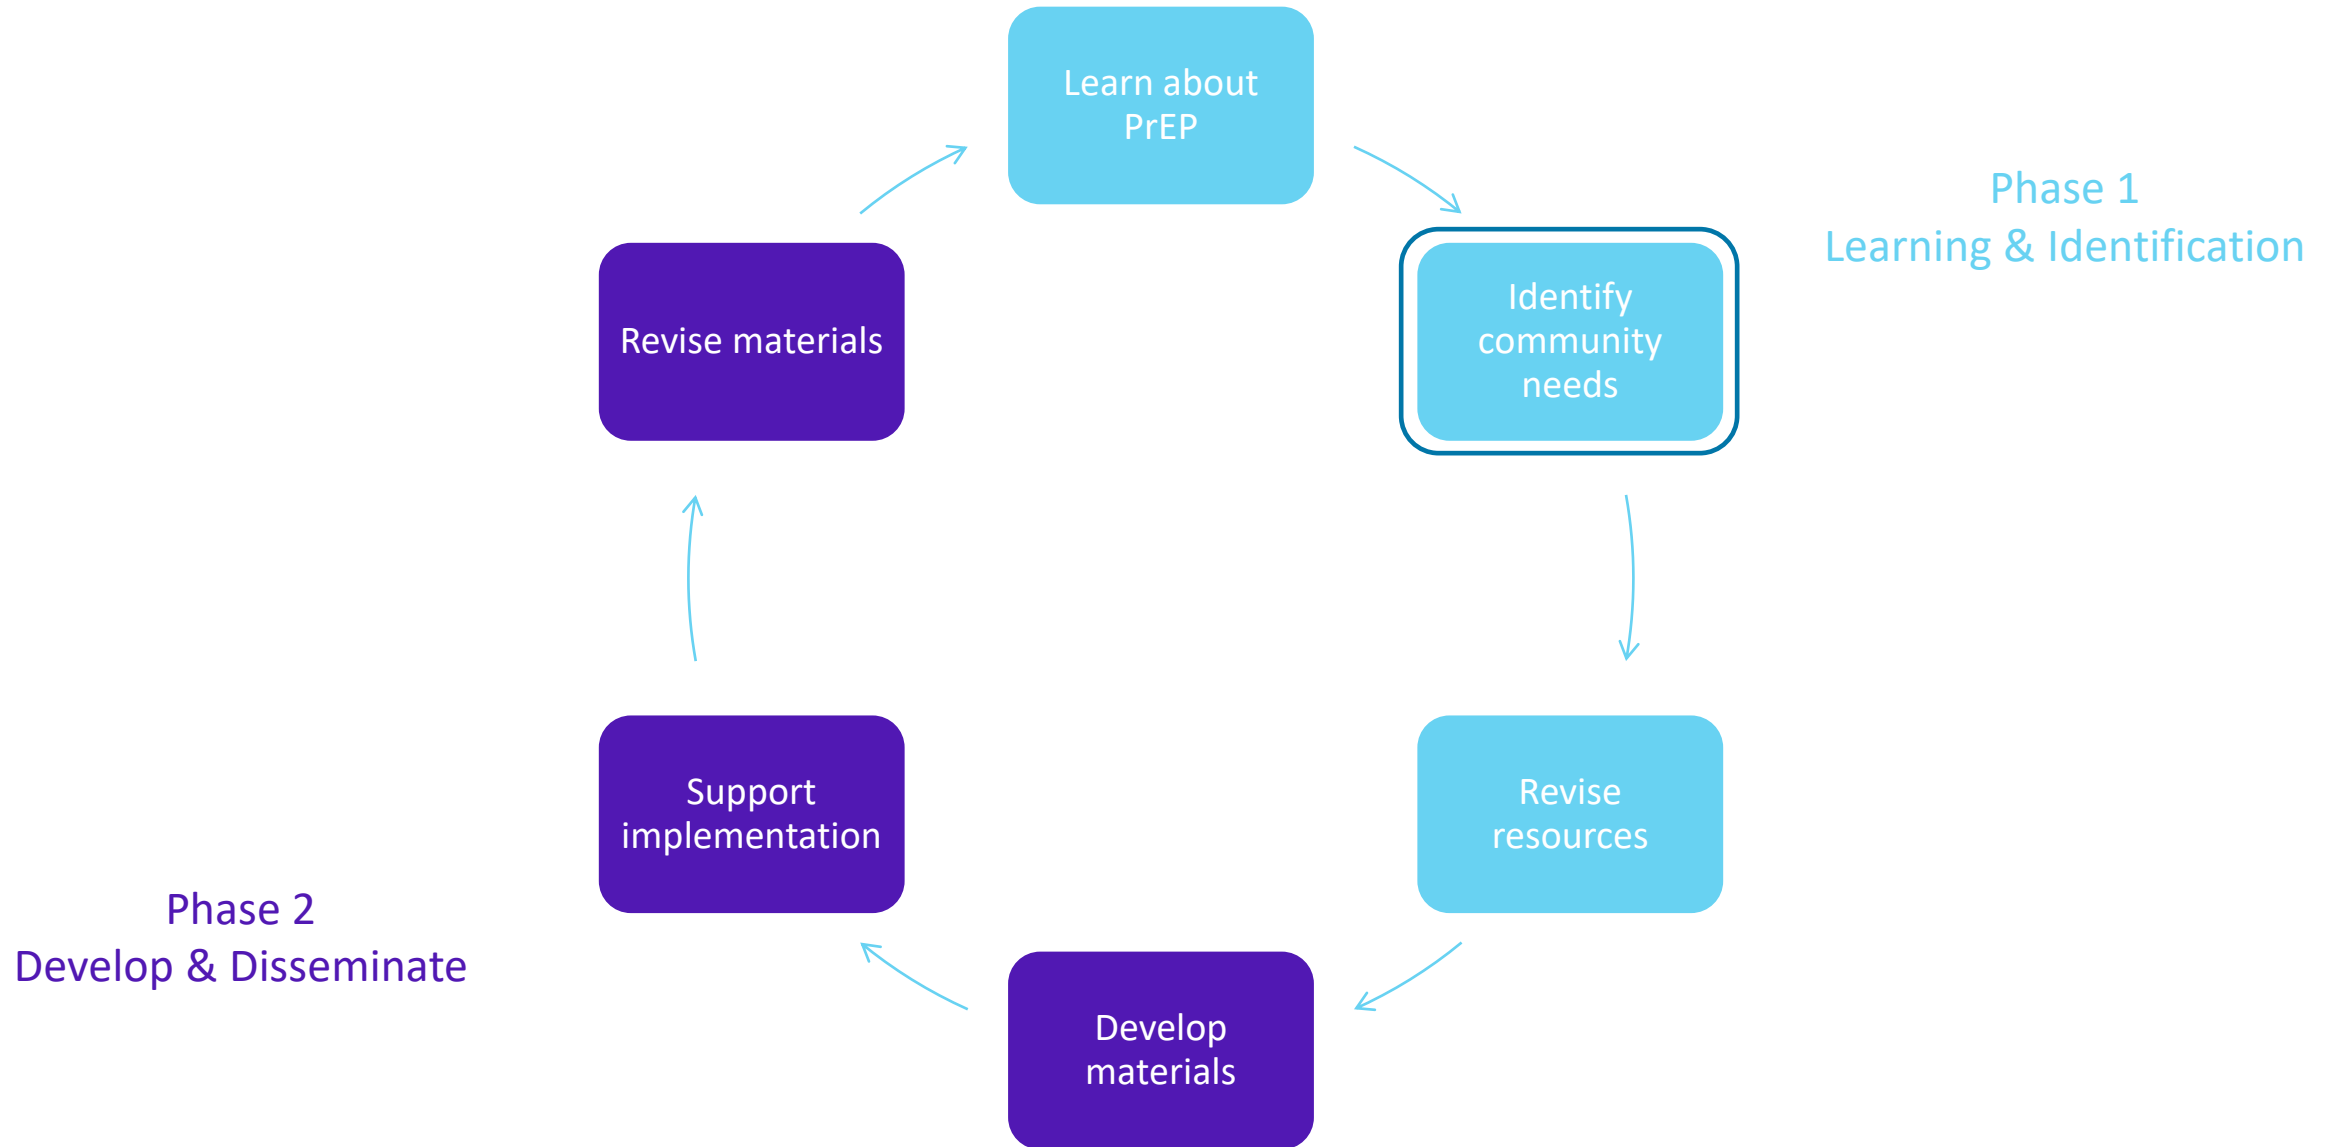 Learn about
PrEP
Phase 1
Learning & Identification
Identify
community
needs
Revise materials
Support
implementation
Revise
resources
Phase 2
Develop & Disseminate
Develop
materials